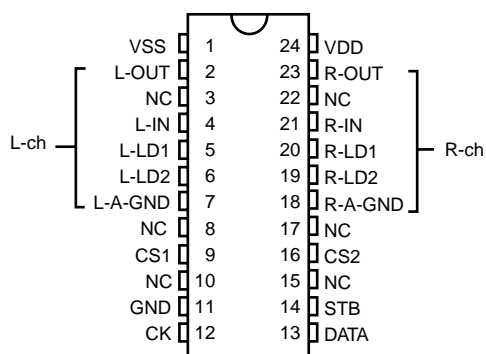 VSS 1 24 VDD
L-OUT 2 23 R-OUT
NC 3 22 NC
L-IN 4 21 R-IN
L-ch L-LD1 5 20 R-LD1 R-ch
L-LD2 6 19 R-LD2
L-A-GND 7 18 R-A-GND
NC 8 17 NC
CS1 9 16 CS2
NC 10 15 NC
GND 11 14 STB
CK 12 13 DATA